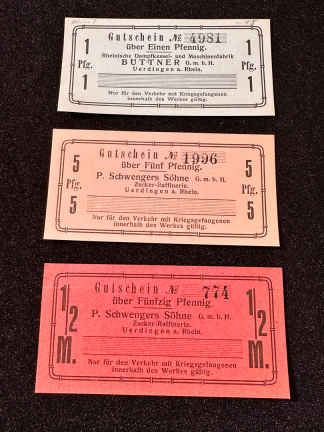 Gutschein № 4981
über Einen Pfennig.
Rheinische Dampfkessel- und Maschinenfabrik
BÜTTNER G. m. b. H.
Uerdingen a. Rhein.
1 Pfg. 1
1 Pfg. 1
Nur für den Verkehr mit Kriegsgefangenen
innerhalb des Werkes gültig.
Gutschein № 1996
über Fünf Pfennig.
P. Schwengers Söhne G. m. b. H.
Zucker-Raffinerie.
Uerdingen a. Rhein.
5 Pfg. 5
5 Pfg. 5
Nur für den Verkehr mit Kriegsgefangenen
innerhalb des Werkes gültig.
Gutschein № 774
über Fünfzig Pfennig
P. Schwengers Söhne G. m. b. H.
Zucker-Raffinerie.
Uerdingen a. Rhein.
1/2 M.
1/2 M.
Nur für den Verkehr mit Kriegsgefangenen
innerhalb des Werkes gültig.